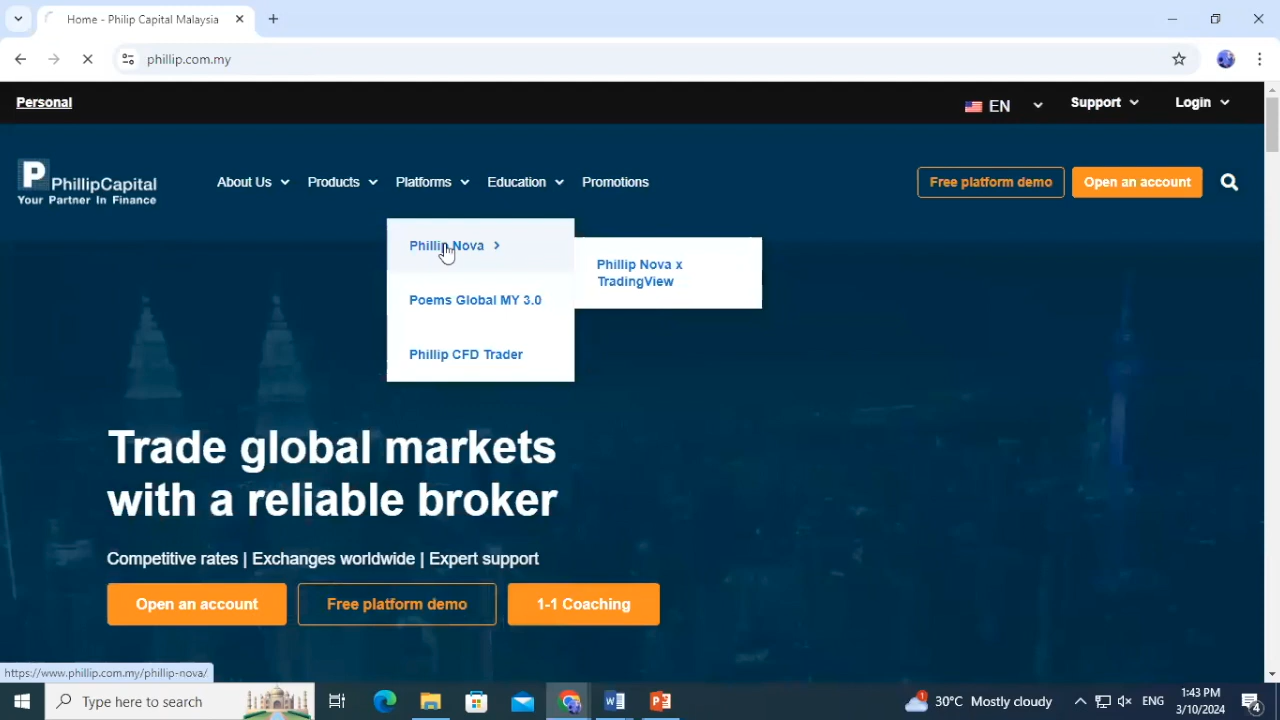 Home - Philip Capital Malaysia
phillip.com.my
Personal
EN
Support
Login
P PhillipCapital
Your Partner In Finance
About Us
Products
Platforms
Education
Promotions
Free platform demo
Open an account
Phillip Nova
Phillip Nova x
TradingView
Poems Global MY 3.0
Phillip CFD Trader
Trade global markets
with a reliable broker
Competitive rates | Exchanges worldwide | Expert support
Open an account
Free platform demo
1-1 Coaching
https://www.phillip.com.my/phillip-nova/
Type here to search
1
30°C Mostly cloudy
ENG
1:43 PM
3/10/2024
4